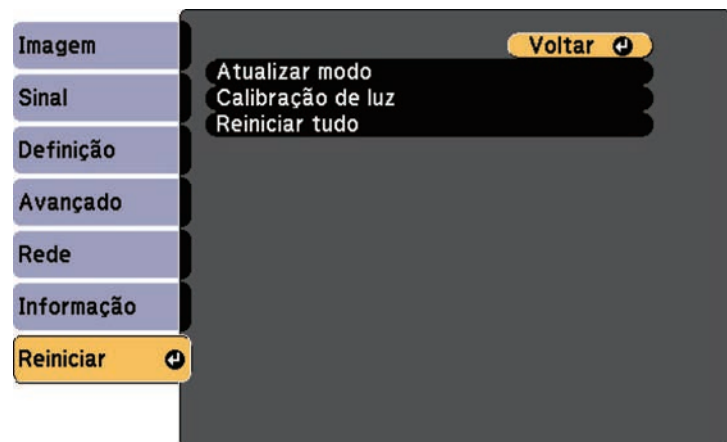 Imagem
Sinal
Definição
Avançado
Rede
Informação
Reiniciar
Voltar
Atualizar modo
Calibração de luz
Reiniciar tudo